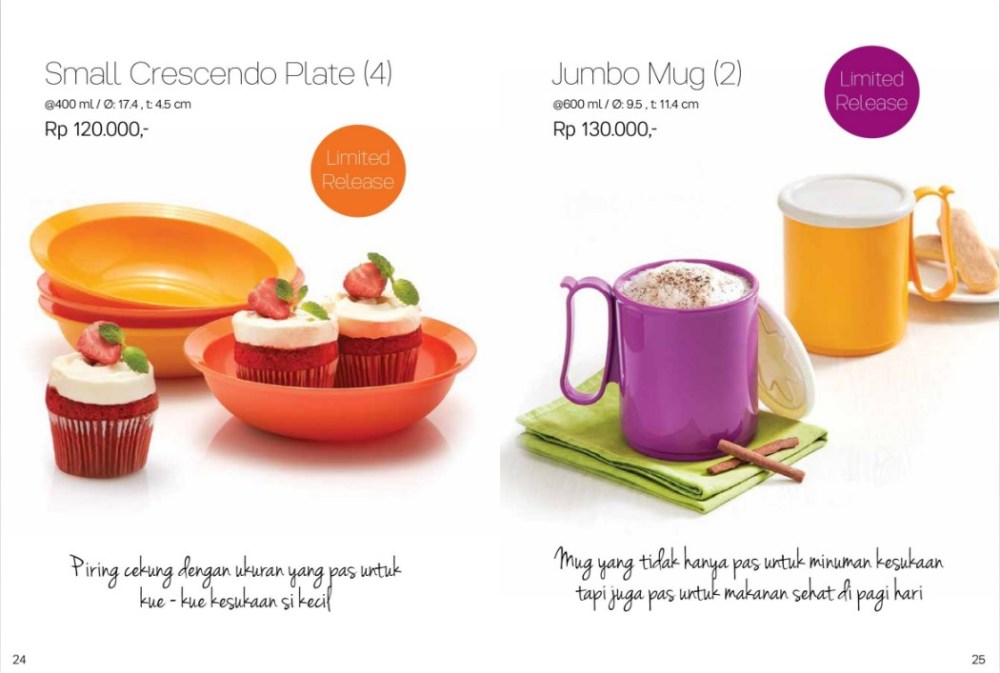 Small Crescendo Plate (4)
@400 ml / Ø: 17.4 , t: 4.5 cm
Rp 120.000,-
Limited
Release
Piring cekung dengan ukuran yang pas untuk
kue - kue kesukaan si kecil
24
Jumbo Mug (2)
@600 ml / Ø: 9.5 , t: 11.4 cm
Rp 130.000,-
Limited
Release
Mug yang tidak hanya pas untuk minuman kesukaan
tapi juga pas untuk makanan sehat di pagi hari
25